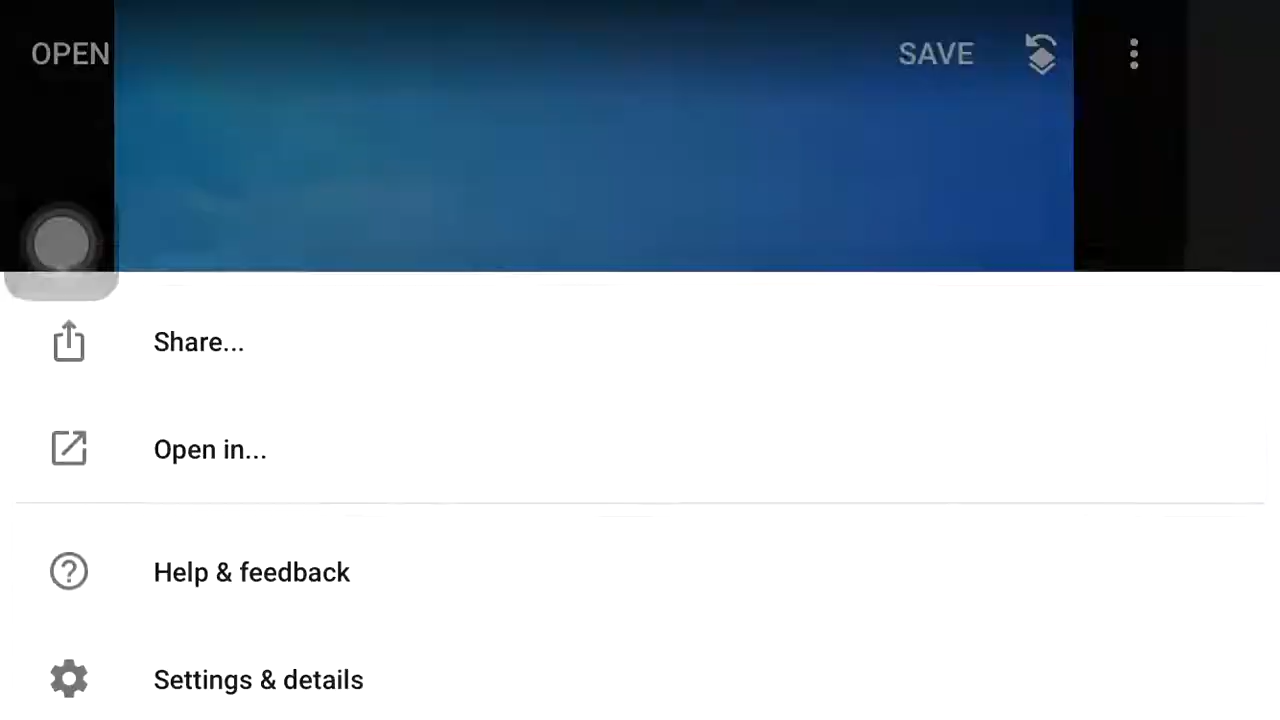 OPEN SAVE
Share...
Open in...
Help & feedback
Settings & details